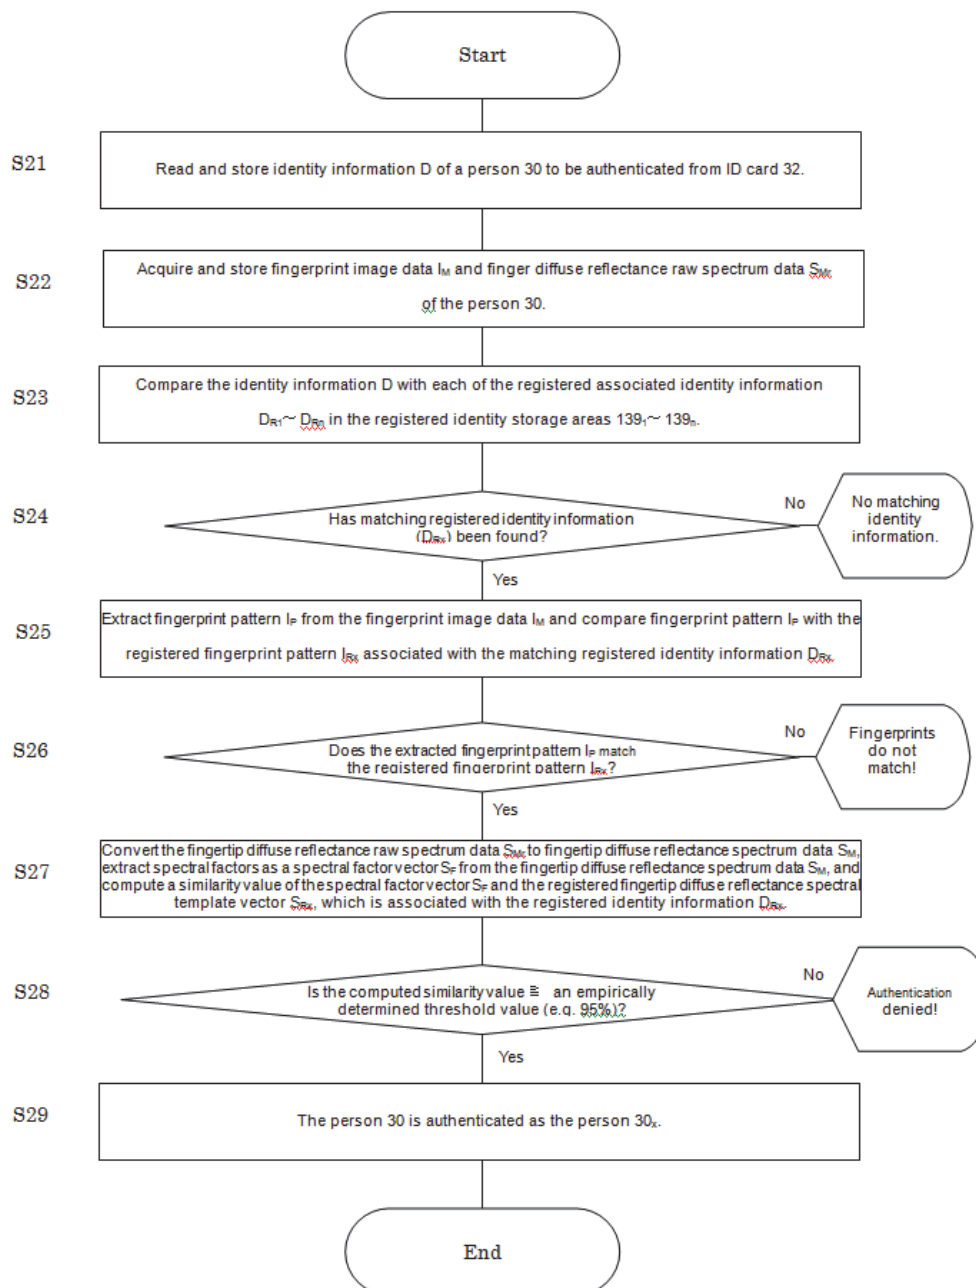 Start
S21
Read and store identity information D of a person 30 to be authenticated from ID card 32.
S22
Acquire and store fingerprint image data IM and finger diffuse reflectance raw spectrum data SMr
of the person 30.
S23
Compare the identity information D with each of the registered associated identity information
DR1~ DRn in the registered identity storage areas 1391~ 139n.
S24
Has matching registered identity information
(DRx) been found?
No
No matching
identity
information.
Yes
S25
Extract fingerprint pattern IP from the fingerprint image data IM and compare fingerprint pattern IP with the
registered fingerprint pattern IRx associated with the matching registered identity information DRx.
S26
Does the extracted fingerprint pattern IP match
the registered fingerprint pattern IRx?
No
Fingerprints
do not
match!
Yes
S27
Convert the fingertip diffuse reflectance raw spectrum data SMr to fingertip diffuse reflectance spectrum data SM,
extract spectral factors as a spectral factor vector SF from the fingertip diffuse reflectance spectrum data SM, and
compute a similarity value of the spectral factor vector SF and the registered fingertip diffuse reflectance spectral
template vector SRx, which is associated with the registered identity information DRx.
S28
Is the computed similarity value ≧ an empirically
determined threshold value (e.g. 95%)?
No
Authentication
denied!
Yes
S29
The person 30 is authenticated as the person 30x.
End